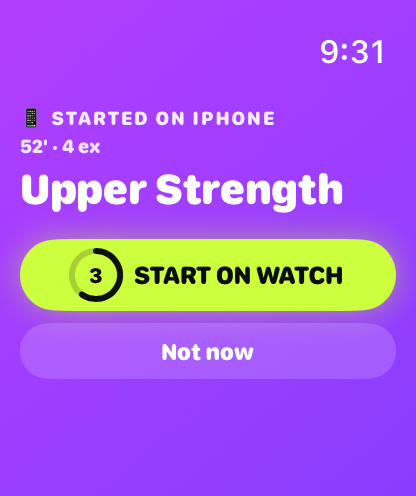 9:31
STARTED ON IPHONE
52' · 4 ex
Upper Strength
3 START ON WATCH
Not now